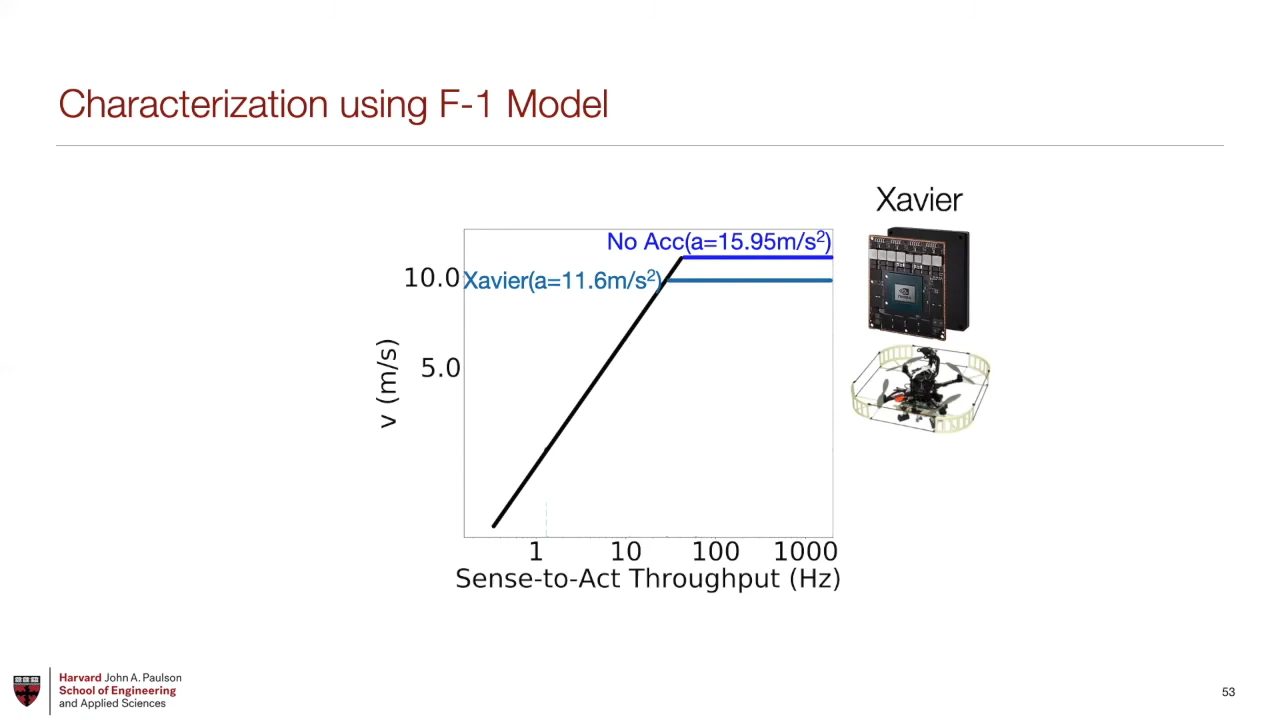 Characterization using F-1 Model
Xavier
No Acc(a=15.95m/s²)
10.0
Xavier(a=11.6m/s²)
5.0
v (m/s)
1 10 100 1000
Sense-to-Act Throughput (Hz)
Harvard John A. Paulson
School of Engineering
and Applied Sciences
53